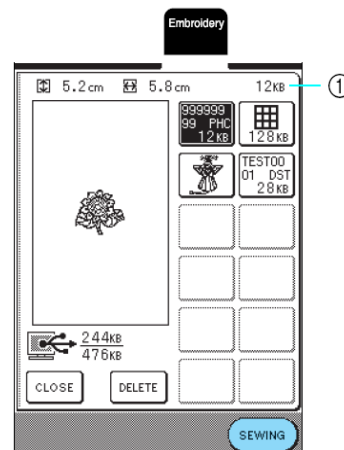 Embroidery
5.2cm 5.8cm 12KB
1
999999
99 PHC
12KB
128KB
TEST00
01 DST
28KB
244KB
476KB
CLOSE DELETE
SEWING